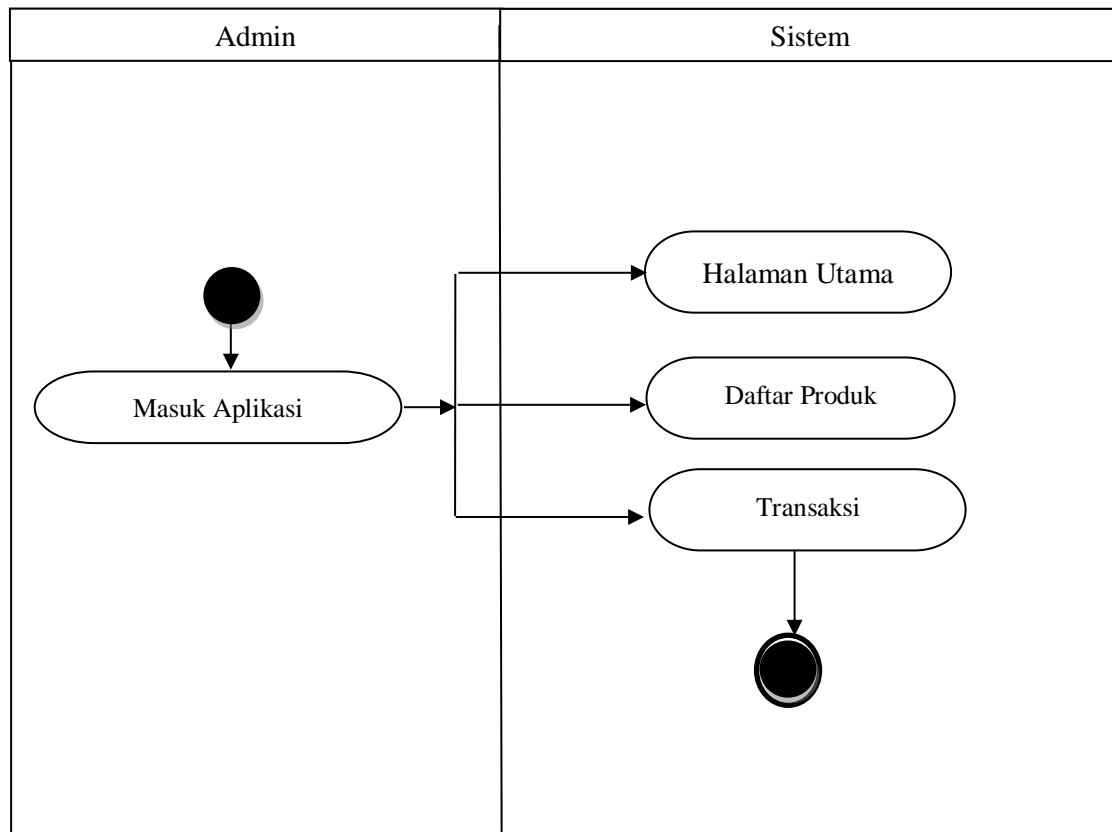 Admin
Sistem
Halaman Utama
Masuk Aplikasi
Daftar Produk
Transaksi